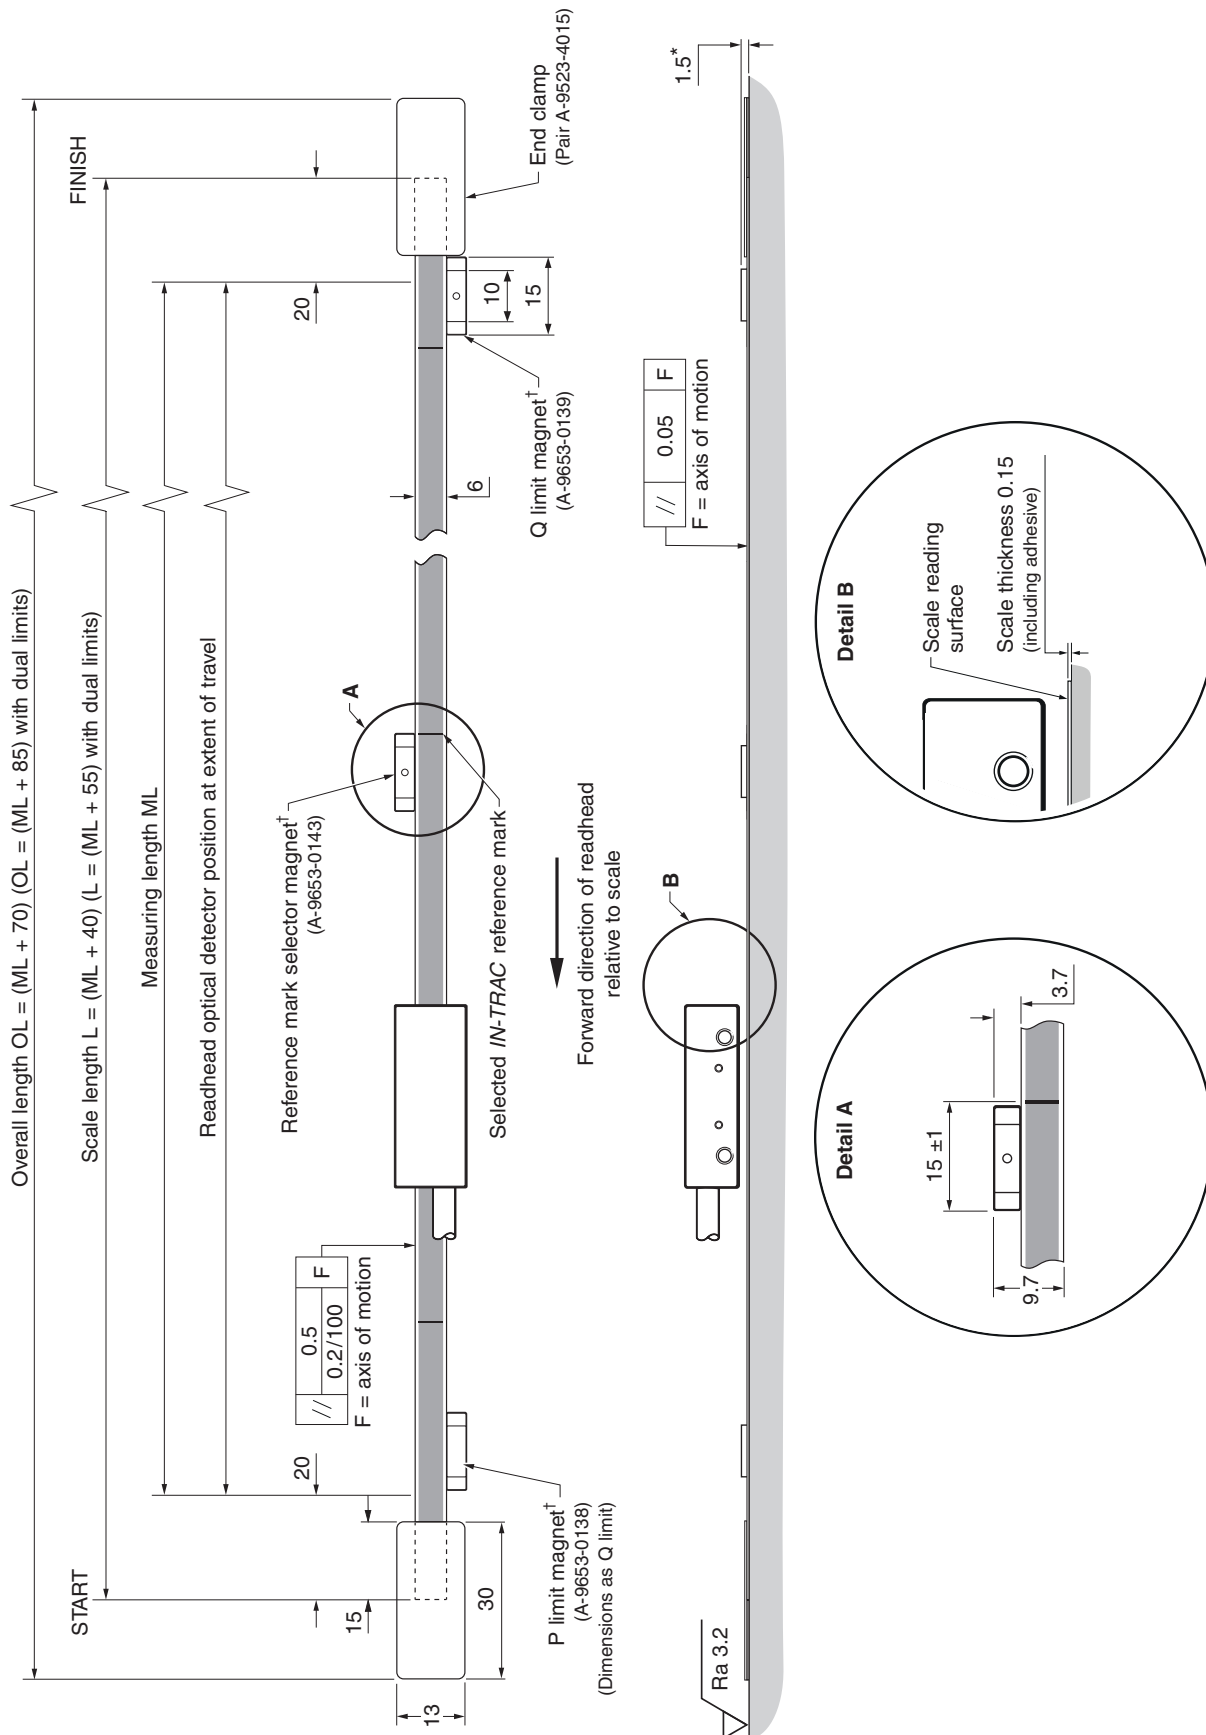 Overall length OL = (ML + 70) (OL = (ML + 85) with dual limits)
START
FINISH
Scale length L = (ML + 40) (L = (ML + 55) with dual limits)
Measuring length ML
Readhead optical detector position at extent of travel
20
20
15
// 0.5 F
0.2/100
F = axis of motion
Reference mark selector magnet†
(A-9653-0143)
A
13
30
6
10
15
End clamp
(Pair A-9523-4015)
P limit magnet†
(A-9653-0138)
(Dimensions as Q limit)
Selected IN-TRAC reference mark
Q limit magnet†
(A-9653-0139)
Forward direction of readhead
relative to scale
Ra 3.2
B
// 0.05 F
F = axis of motion
1.5*
Detail A
15 ±1
9.7
3.7
Detail B
Scale reading
surface
Scale thickness 0.15
(including adhesive)